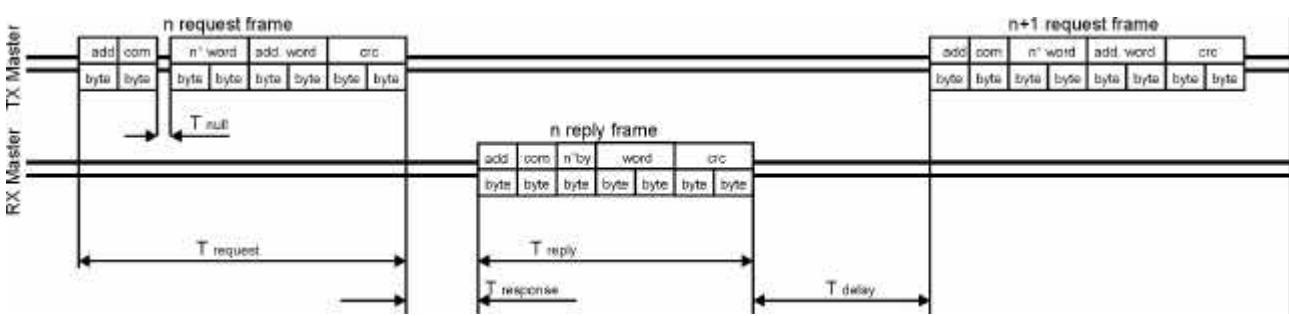 n request frame
n+1 request frame
TX Master
add com n° word add. word crc
add com n° word add. word crc
byte byte byte byte byte byte byte byte
byte byte byte byte byte byte byte byte
T null
n reply frame
RX Master
add com n°by word crc
byte byte byte byte byte byte byte
T request
T reply
T response
T delay